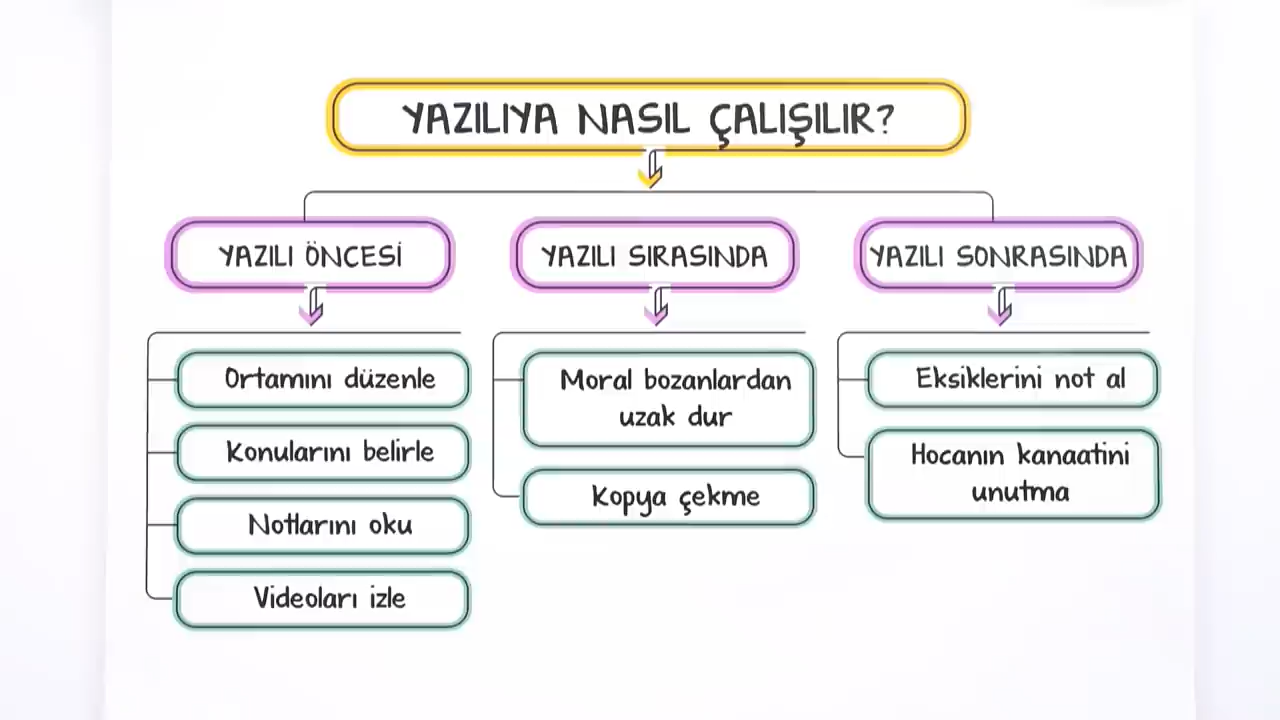 YAZILIYA NASIL ÇALIŞILIR?
YAZILI ÖNCESİ
Ortamını düzenle
Konularını belirle
Notlarını oku
Videoları izle
YAZILI SIRASINDA
Moral bozanlardan
uzak dur
Kopya çekme
YAZILI SONRASINDA
Eksiklerini not al
Hocanın kanaatini
unutma